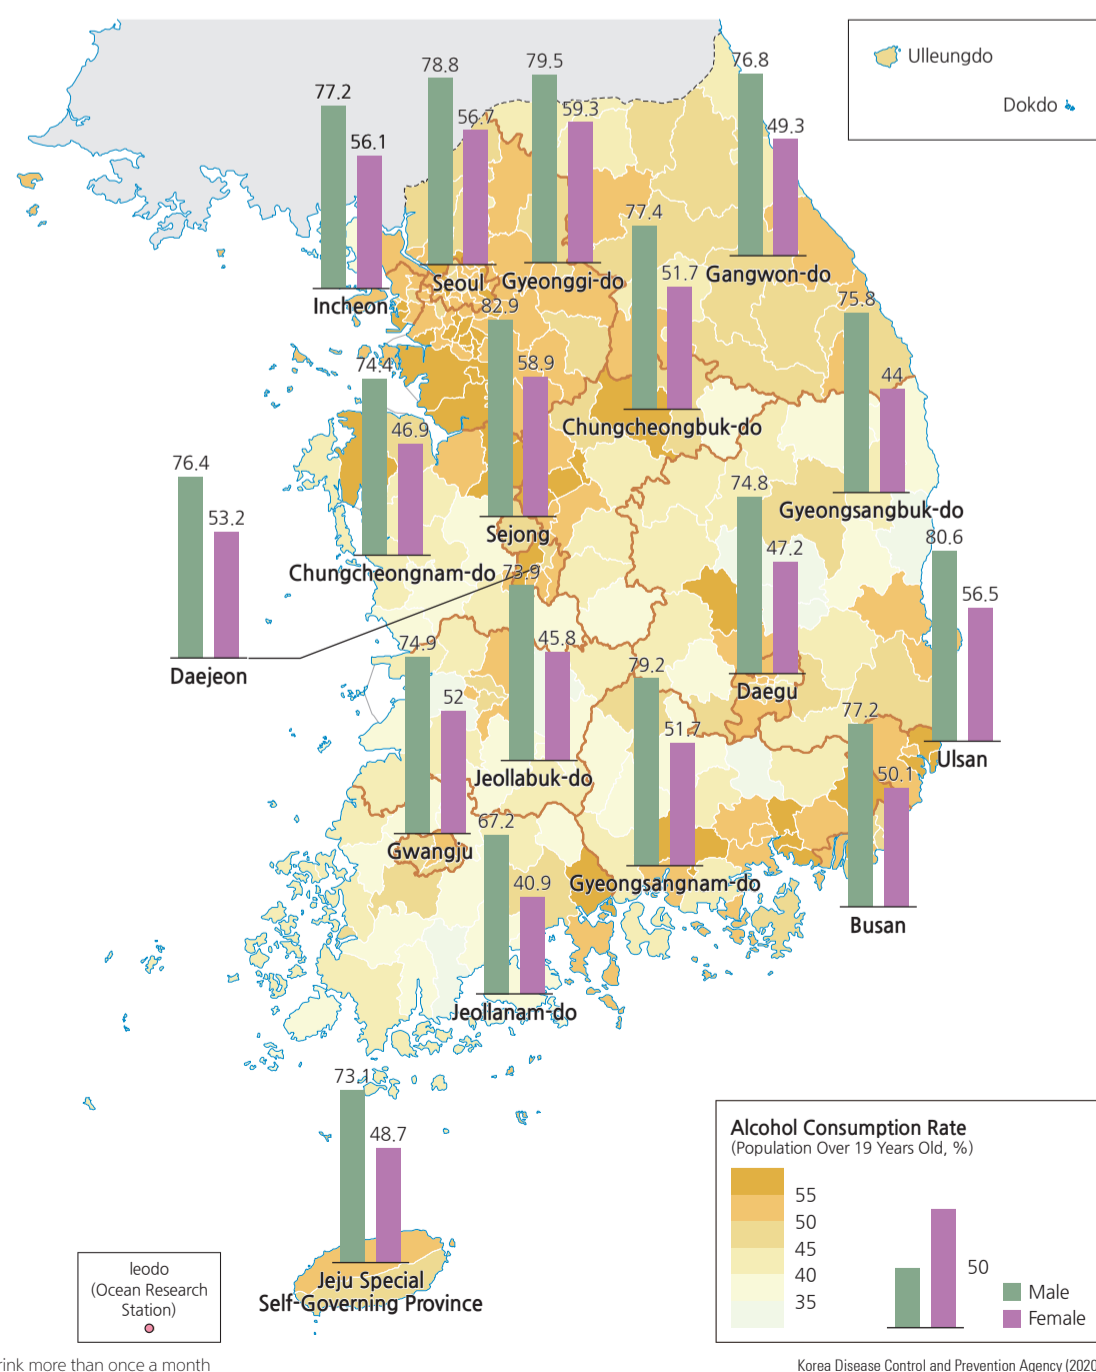 Ulleungdo
Dokdo
79.5
76.8
78.8
59.3
77.2
56.7
49.3
56.1
77.4
51.7
Gangwon-do
Seoul
Gyeonggi-do
Incheon
82.9
75.8
58.9
74.4
44
Chungcheongbuk-do
46.9
76.4
74.8
Gyeongsangbuk-do
53.2
Sejong
80.6
47.2
Chungcheongnam-do
73.9
56.5
74.9
45.8
79.2
Daejeon
Daegu
52
77.2
51.7
Ulsan
Jeollabuk-do
50.1
67.2
Gwangju
40.9
Gyeongsangnam-do
Busan
Jeollanam-do
73.1
48.7
Jeju Special
Self-Governing Province
Ieodo
(Ocean Research
Station)
Alcohol Consumption Rate
(Population Over 19 Years Old, %)
55
50
45
40
35
50
Male
Female
rink more than once a month
Korea Disease Control and Prevention Agency (2020